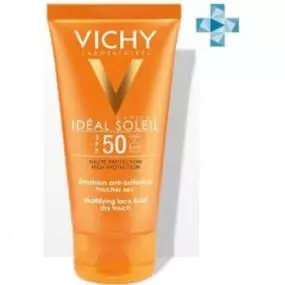 VICHY
LABORATOIRES
V
IDÉAL SOLEIL
SPF 50
HAUTE PROTECTION
HIGH PROTECTION
Émulsion anti-brillance
toucher sec
Mattifying face fluid
dry touch